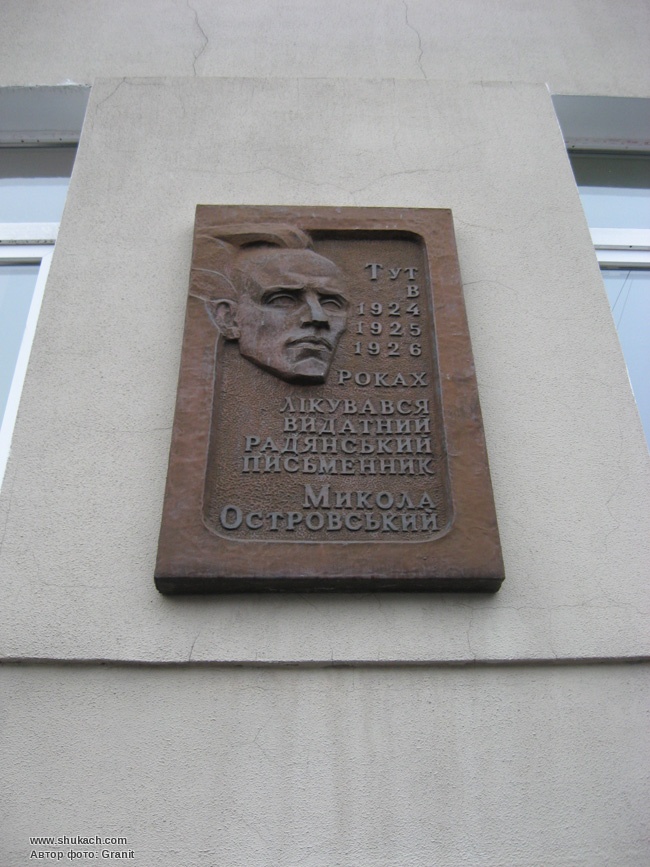 Тут
в
1924
1925
1926
роках
лікувався
видатний
радянський
письменник
Микола
Островський
www.shukach.com
Автор фото: Granit